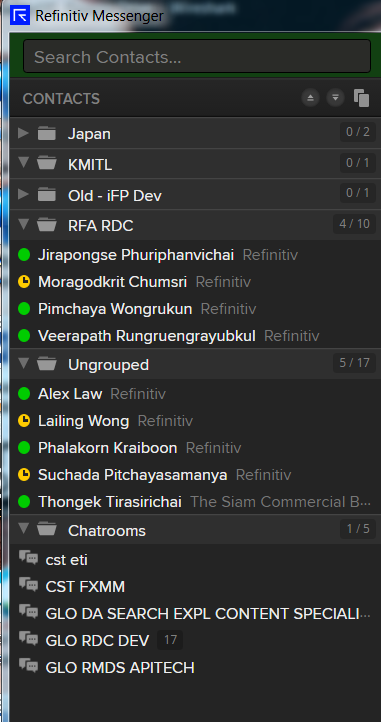 Wireshark
Refinitiv Messenger
Search Contacts...
CONTACTS
Japan 0 / 2
KMITL 0 / 1
Old - iFP Dev 0 / 1
RFA RDC 4 / 10
Jirapongse Phuriphanvichai Refinitiv
Moragodkrit Chumsri Refinitiv
Pimchaya Wongrukun Refinitiv
Veerapath Rungruengrayubkul Refinitiv
Ungrouped 5 / 17
Alex Law Refinitiv
Lailing Wong Refinitiv
Phalakorn Kraiboon Refinitiv
Suchada Pitchayasamanya Refinitiv
Thongek Tirasirichai The Siam Commercial B...
Chatrooms 1 / 5
cst eti
CST FXMM
GLO DA SEARCH EXPL CONTENT SPECIALI...
GLO RDC DEV 17
GLO RMDS APITECH